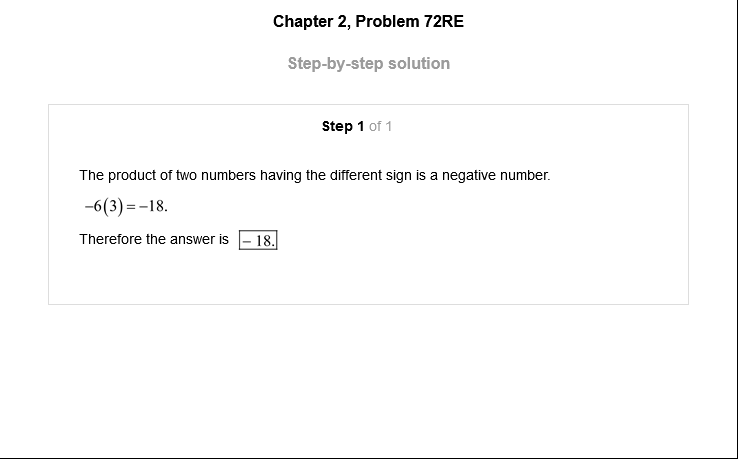 Chapter 2, Problem 72RE
Step-by-step solution
Step 1 of 1
The product of two numbers having the different sign is a negative number.
−6(3) = −18.
Therefore the answer is − 18.